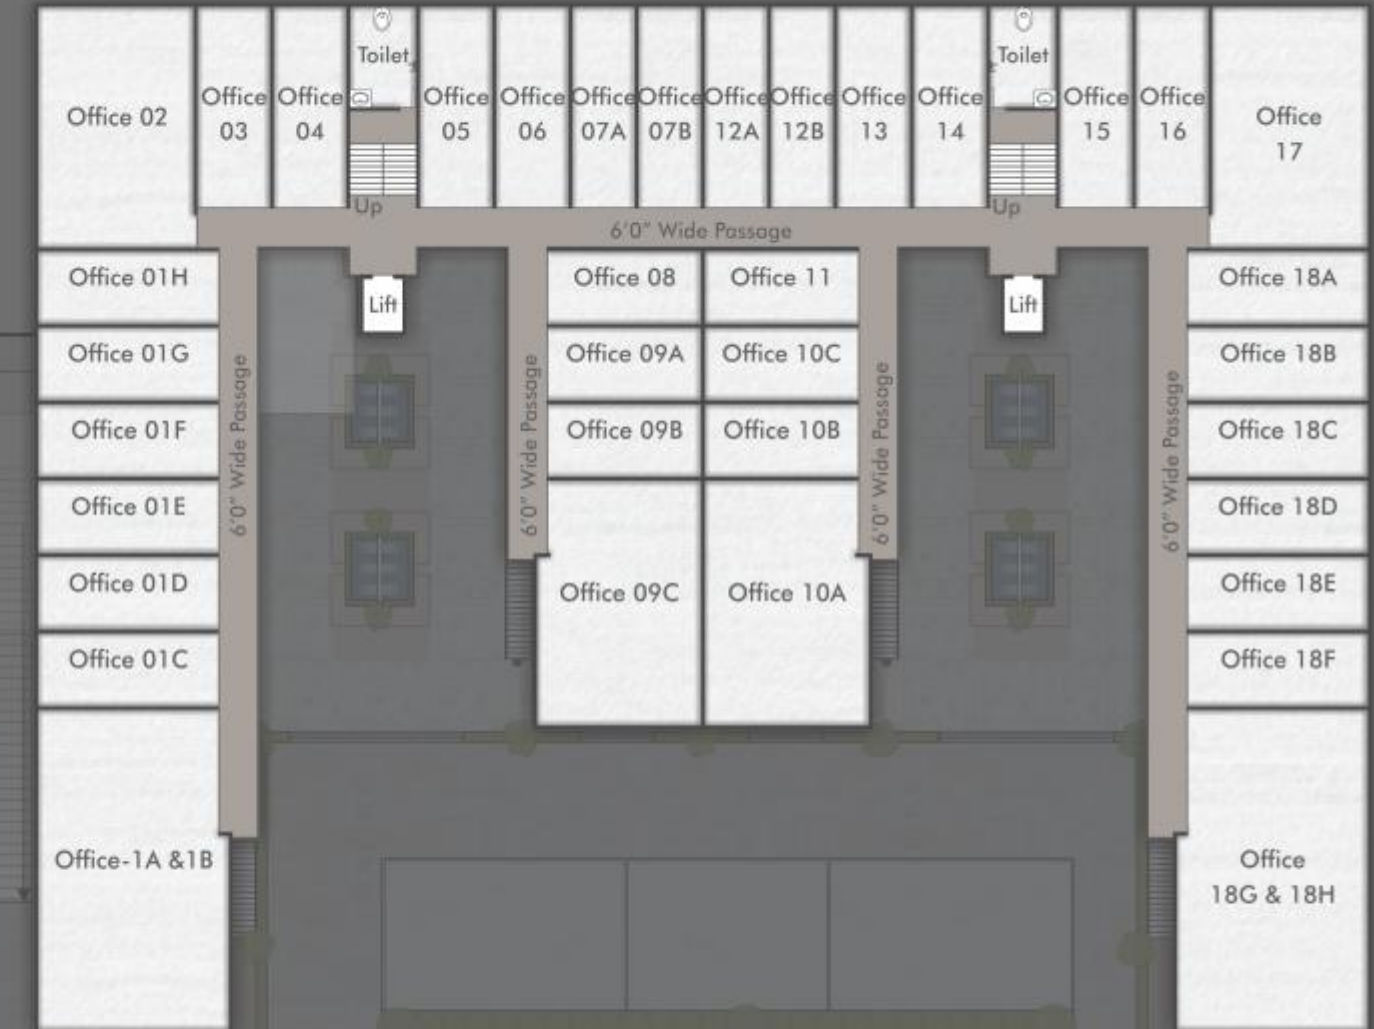 Toilet
Toilet
Office 02
Office
03
Office
04
Office
05
Office
06
Office
07A
Office
07B
Office
12A
Office
12B
Office
13
Office
14
Office
15
Office
16
Office
17
Up
Up
6'0" Wide Passage
Office 01H
Lift
Office 08
Office 11
Lift
Office 18A
Office 01G
Office 09A
Office 10C
Office 18B
Office 01F
Office 09B
Office 10B
Office 18C
6'0" Wide Passage
6'0" Wide Passage
6'0" Wide Passage
6'0" Wide Passage
Office 01E
Office 18D
Office 01D
Office 09C
Office 10A
Office 18E
Office 01C
Office 18F
Office-1A &1B
Office
18G & 18H